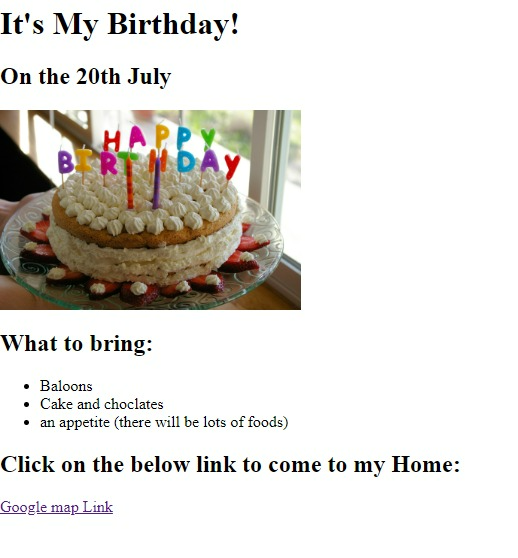 It's My Birthday!
On the 20th July
HAPPY
BIRTHDAY
What to bring:
Baloons
Cake and choclates
an appetite (there will be lots of foods)
Click on the below link to come to my Home:
Google map Link